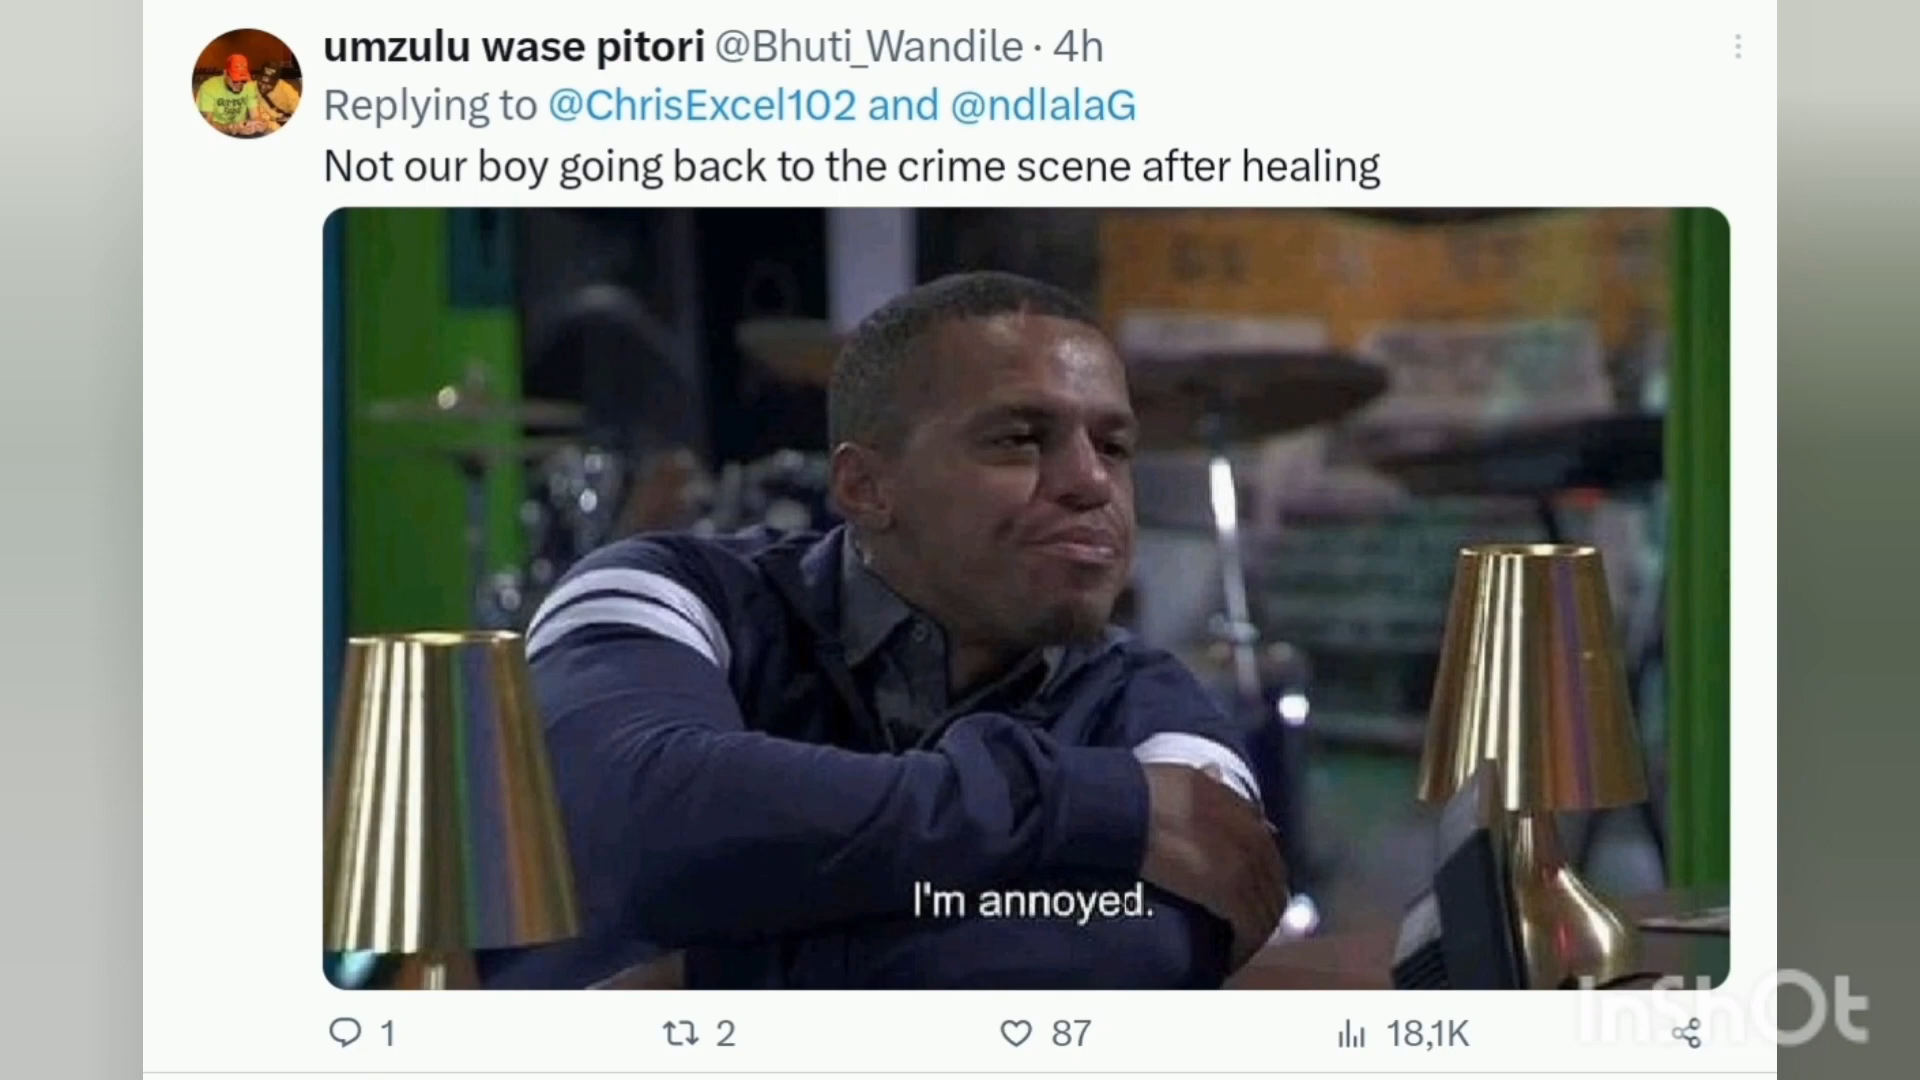 umzulu wase pitori @Bhuti_Wandile · 4h
Replying to @ChrisExcel102 and @ndlalaG
Not our boy going back to the crime scene after healing
I'm annoyed.
1 2 87 18,1K
InShOt